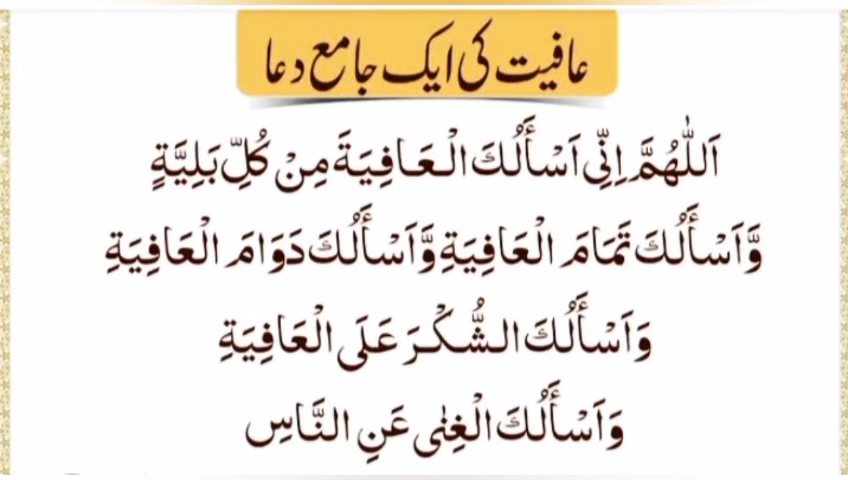 عافیت کی ایک جامع دعا
اَللّٰهُمَّ اِنِّی اَسْأَلُكَ الْعَافِيَةَ مِنْ كُلِّ بَلِيَّةٍ
وَّاَسْأَلُكَ تَمَامَ الْعَافِيَةِ وَّاَسْأَلُكَ دَوَامَ الْعَافِيَةِ
وَاَسْأَلُكَ الشُّكْرَ عَلَى الْعَافِيَةِ
وَاَسْأَلُكَ الْغِنٰى عَنِ النَّاسِ